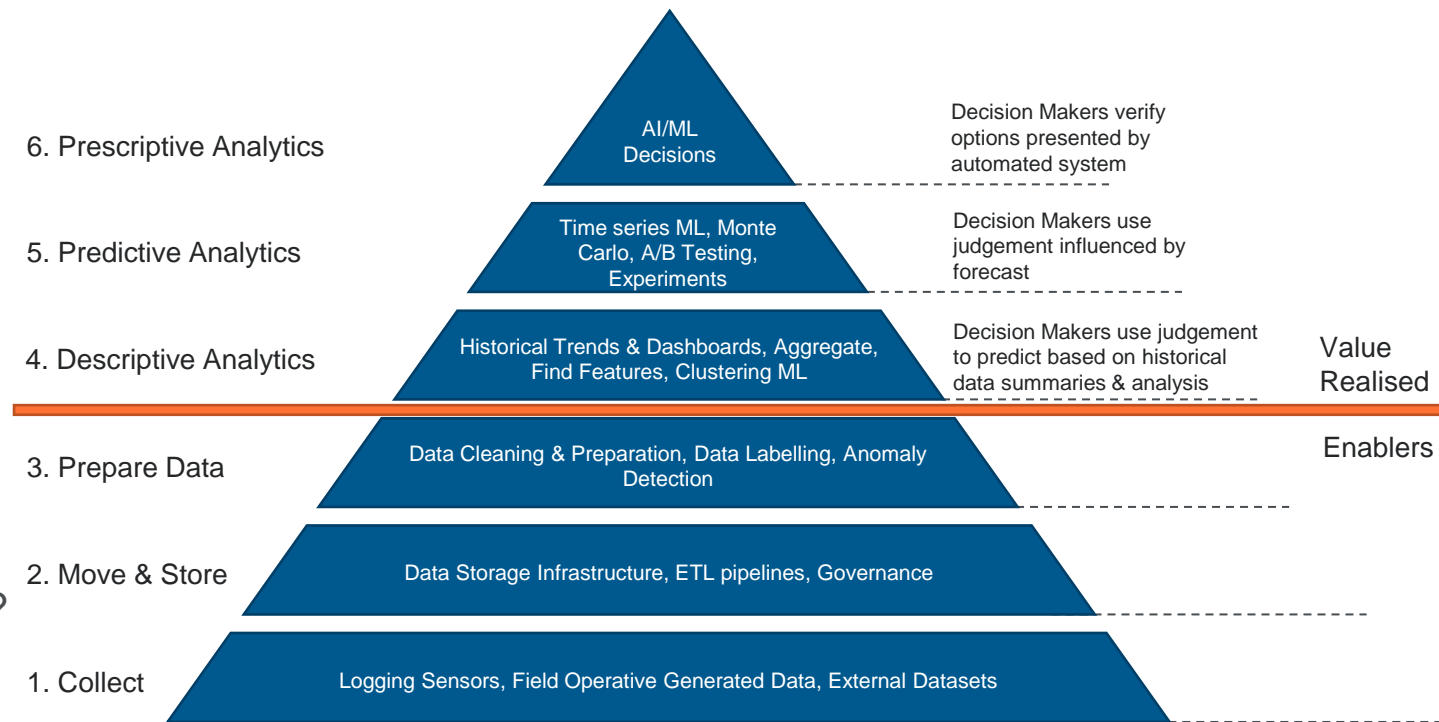 6. Prescriptive Analytics
AI/ML
Decisions
Decision Makers verify
options presented by
automated system
5. Predictive Analytics
Time series ML, Monte
Carlo, A/B Testing,
Experiments
Decision Makers use
judgement influenced by
forecast
4. Descriptive Analytics
Historical Trends & Dashboards, Aggregate,
Find Features, Clustering ML
Decision Makers use judgement
to predict based on historical
data summaries & analysis
Value
Realised
Enablers
3. Prepare Data
Data Cleaning & Preparation, Data Labelling, Anomaly
Detection
2. Move & Store
Data Storage Infrastructure, ETL pipelines, Governance
1. Collect
Logging Sensors, Field Operative Generated Data, External Datasets